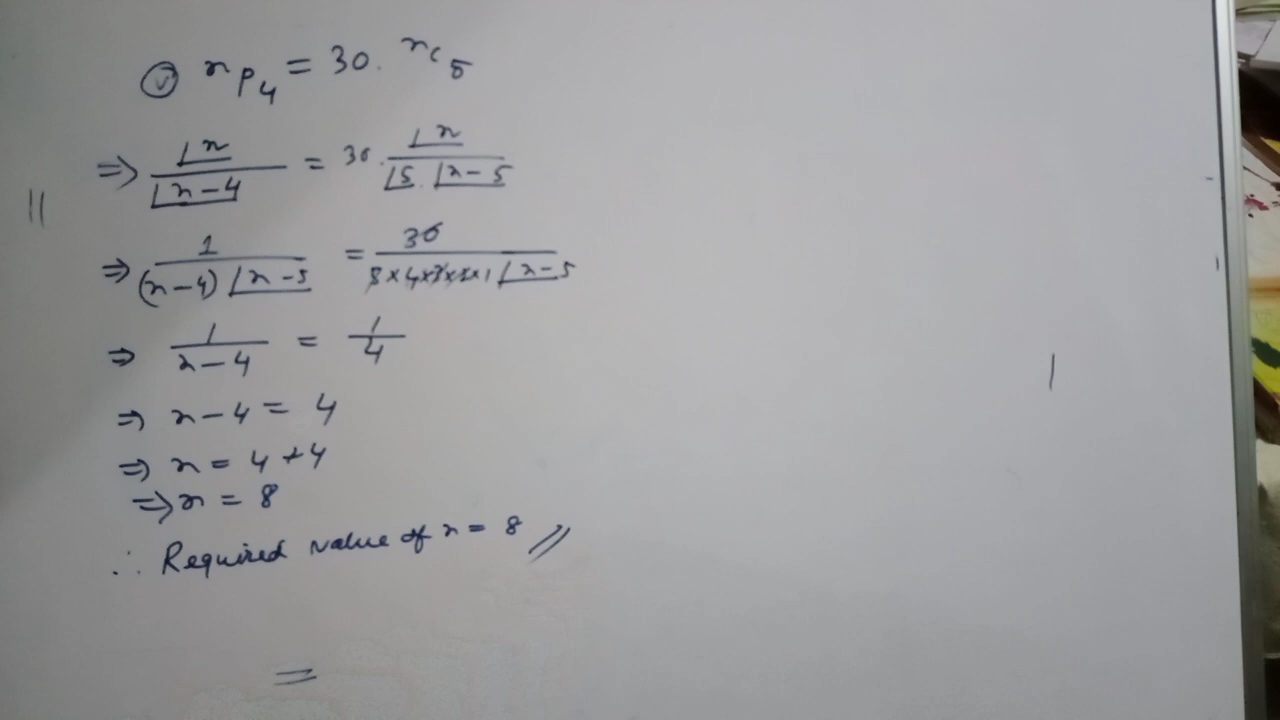 (v) nP4 = 30. nC5
⇒ ⌊n / ⌊n-4 = 30. ⌊n / ⌊5. ⌊n-5
⇒ 1 / (n-4) ⌊n-5 = 30 / 5×4×3×2×1 ⌊n-5
⇒ 1 / n-4 = 1 / 4
⇒ n-4 = 4
⇒ n = 4+4
⇒ n = 8
∴ Required value of n = 8 //